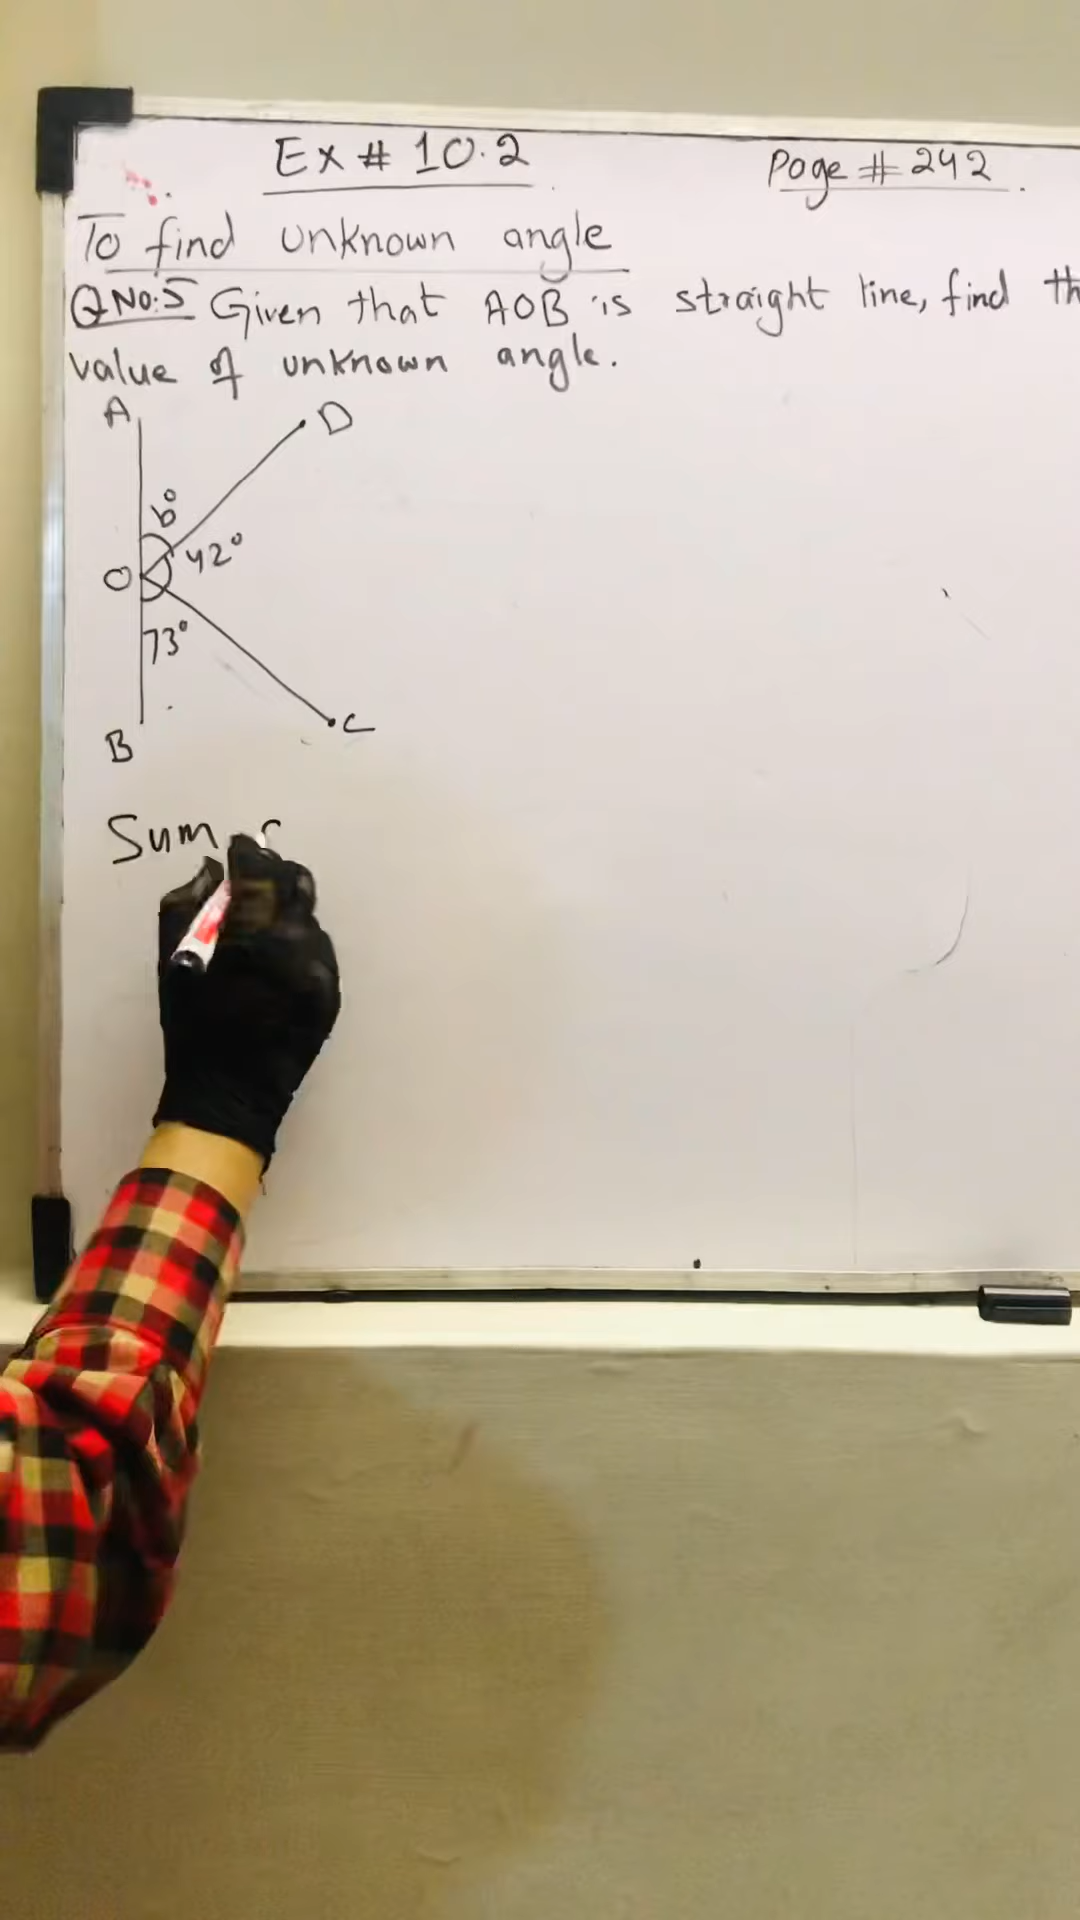 Ex # 10.2
Page # 242
To find unknown angle
Q No:5 Given that AOB is straight line, find th
value of unknown angle.
A
D
b°
42°
O
73°
C
B
Sum